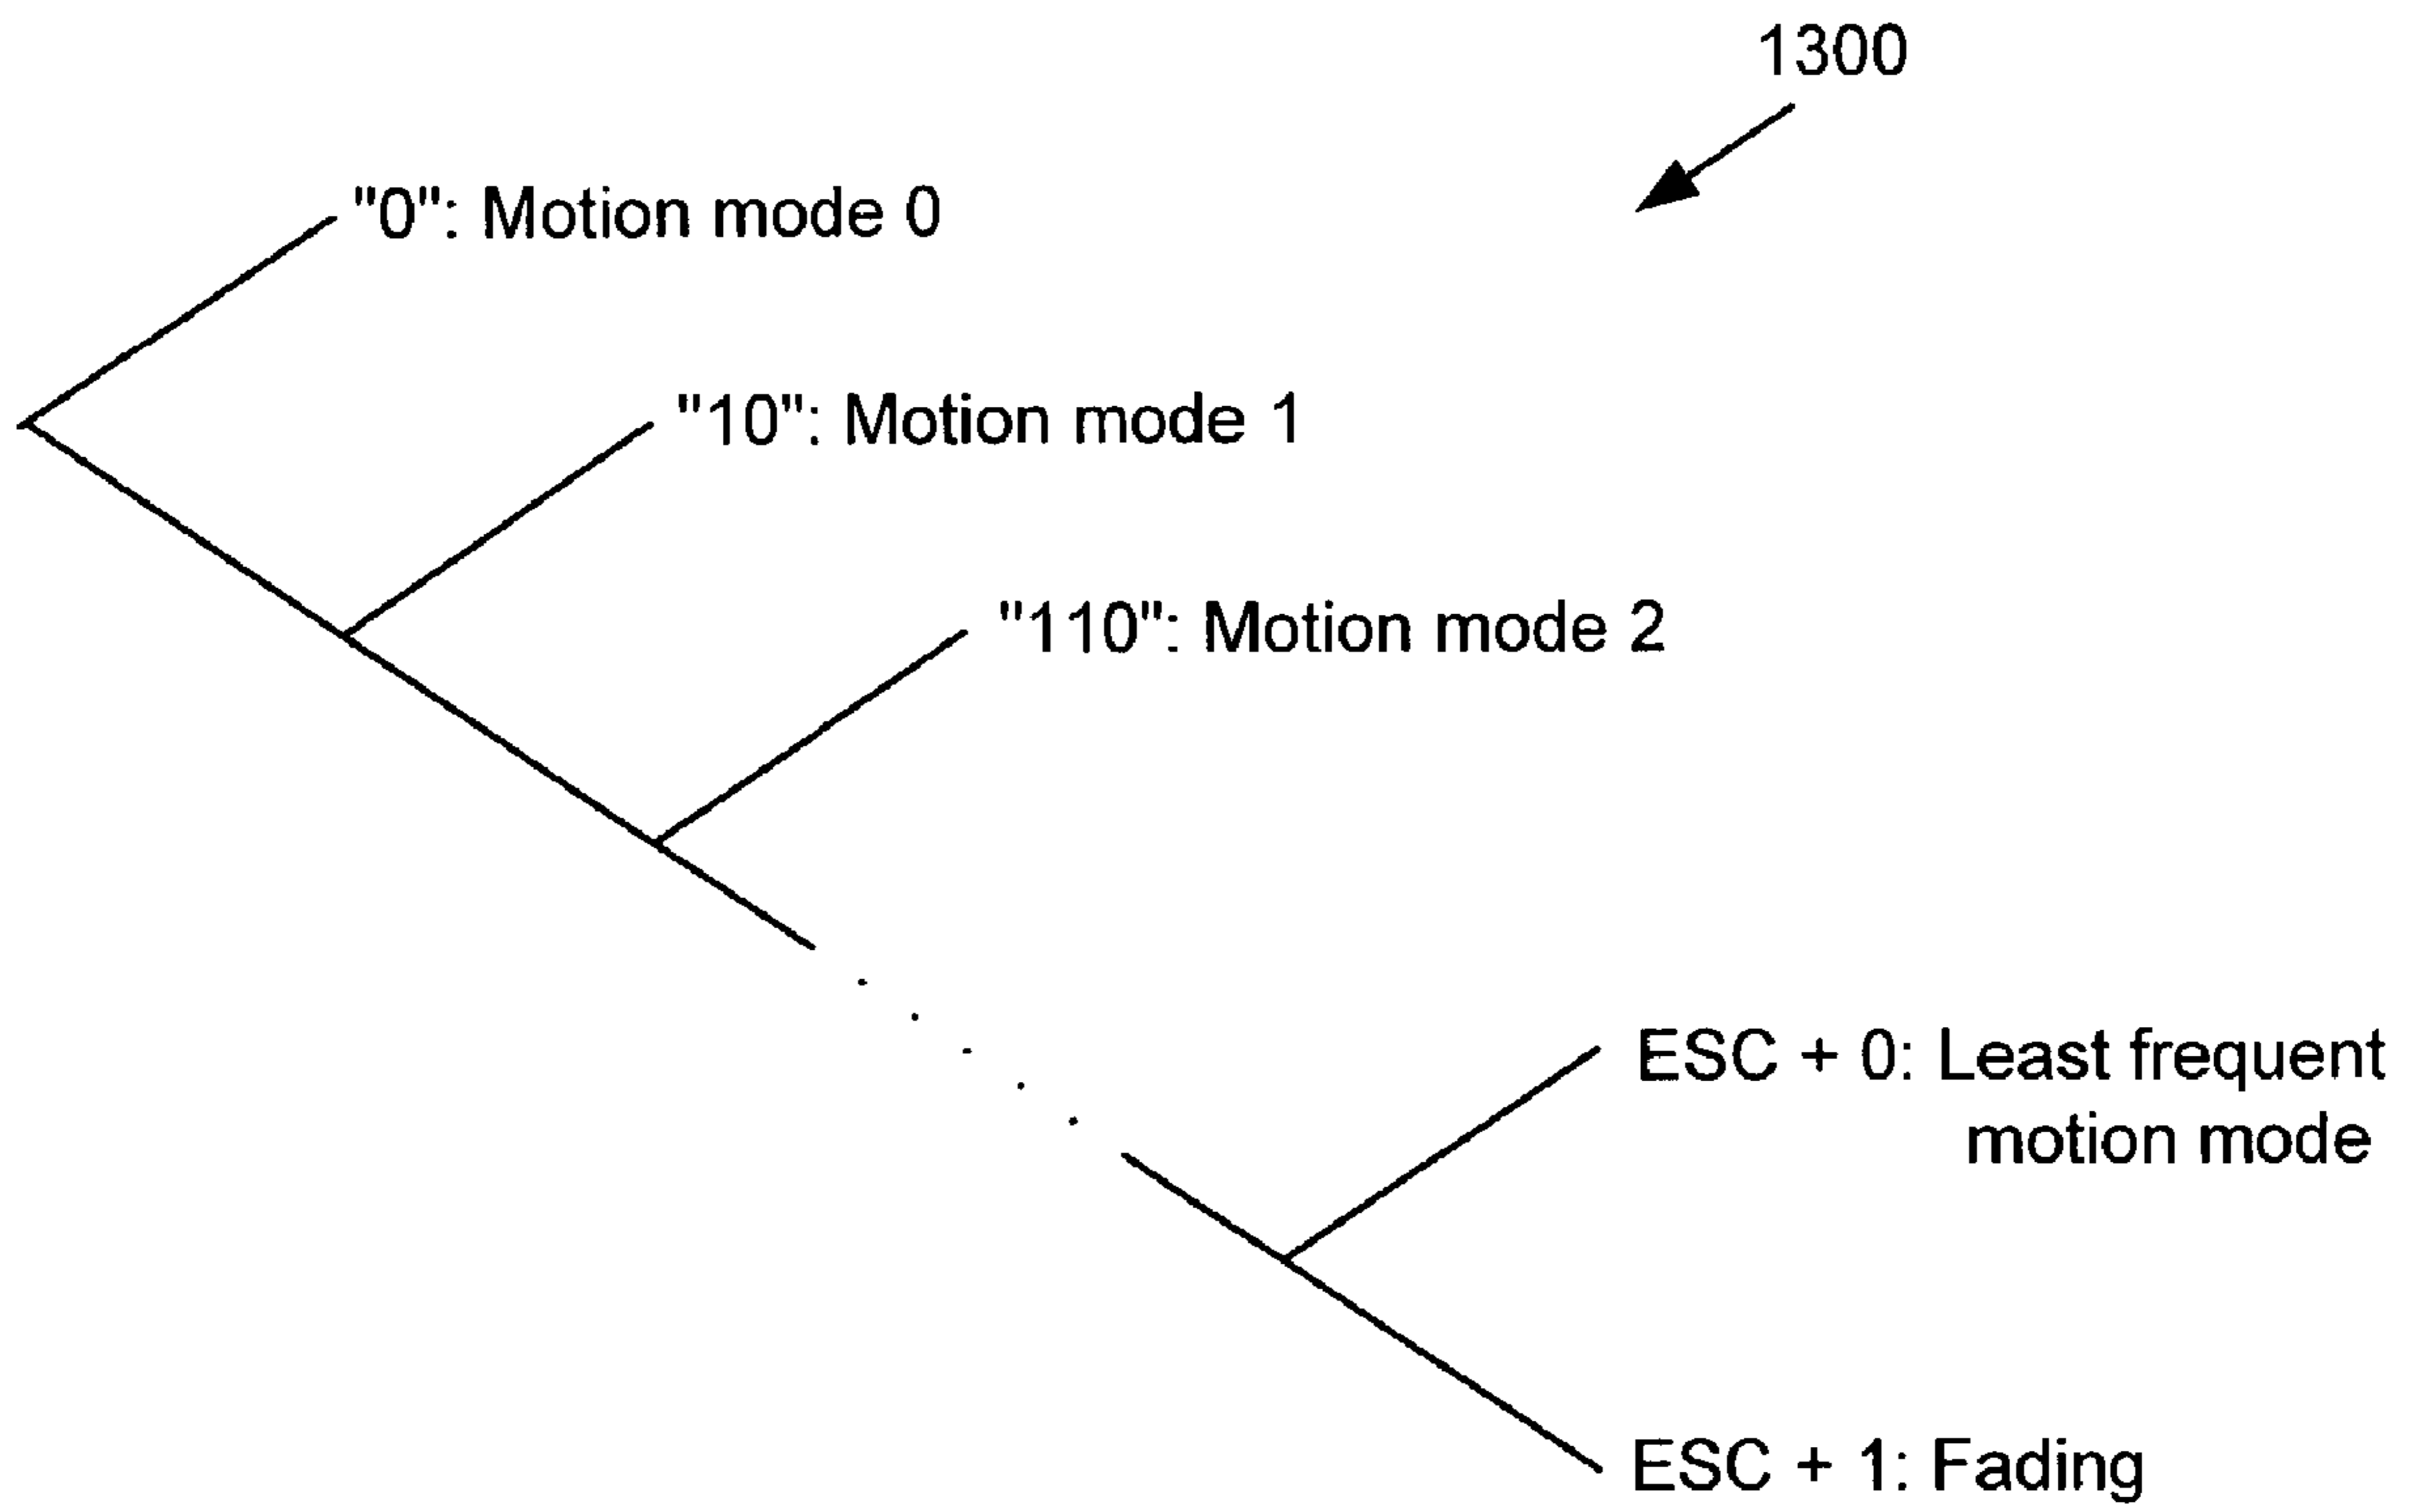 1300
"0": Motion mode 0
"10": Motion mode 1
"110": Motion mode 2
ESC + 0: Least frequent
motion mode
ESC + 1: Fading